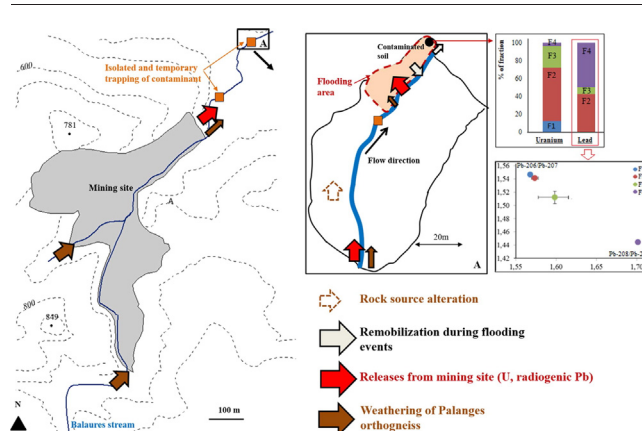 A
Isolated and temporary
trapping of contaminant
600
781
Mining site
A
800
849
N
Balaures stream
100 m
Contaminated
soil
Flooding
area
Flow direction
20m
A
% of fraction
100
80
60
40
20
0
F4
F3
F2
F1
F4
F3
F2
Uranium
Lead
Pb-206/Pb-207
1,56
1,54
1,52
1,50
1,48
1,46
1,44
1,42
1,55
1,60
1,65
1,70
Rock source alteration
Remobilization during flooding
events
Releases from mining site (U, radiogenic Pb)
Weathering of Palanges
orthogneiss